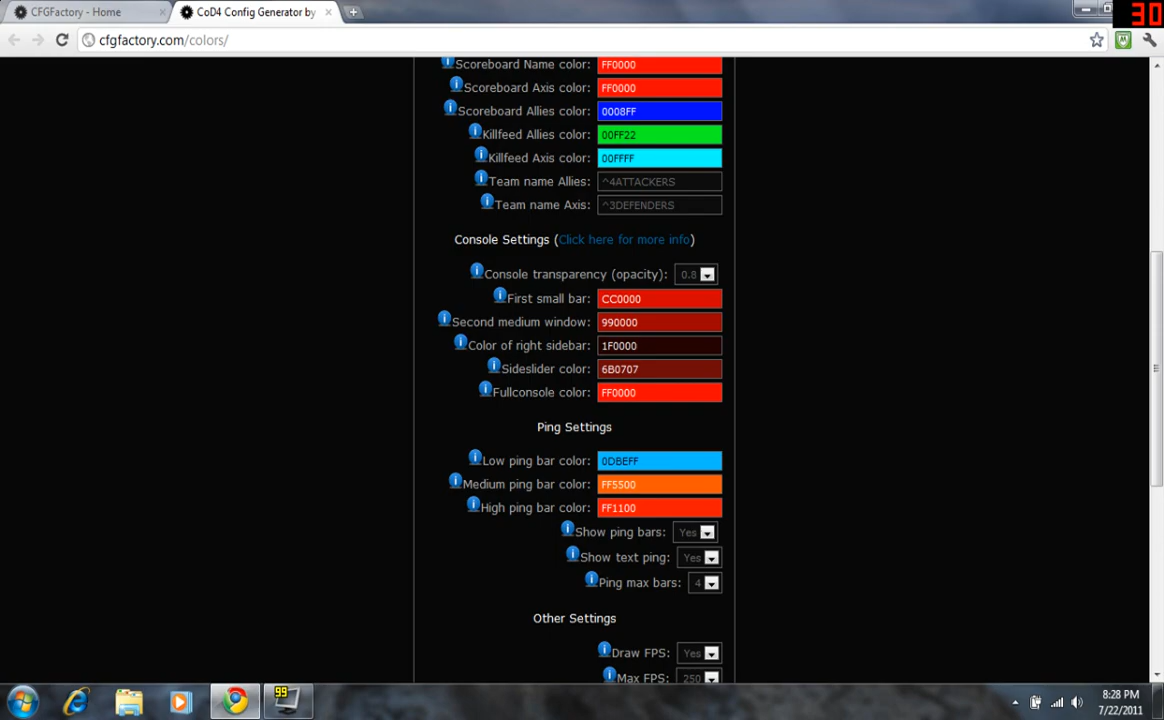 CFGFactory - Home
CoD4 Config Generator by
30
cfgfactory.com/colors/
Scoreboard Name color: FF0000
Scoreboard Axis color: FF0000
Scoreboard Allies color: 0008FF
Killfeed Allies color: 00FF22
Killfeed Axis color: 00FFFF
Team name Allies: ^4ATTACKERS
Team name Axis: ^3DEFENDERS
Console Settings (Click here for more info)
Console transparency (opacity): 0.8
First small bar: CC0000
Second medium window: 990000
Color of right sidebar: 1F0000
Sideslider color: 6B0707
Fullconsole color: FF0000
Ping Settings
Low ping bar color: 0DBEFF
Medium ping bar color: FF5500
High ping bar color: FF1100
Show ping bars: Yes
Show text ping: Yes
Ping max bars: 4
Other Settings
Draw FPS: Yes
Max FPS: 250
99
8:28 PM
7/22/2011